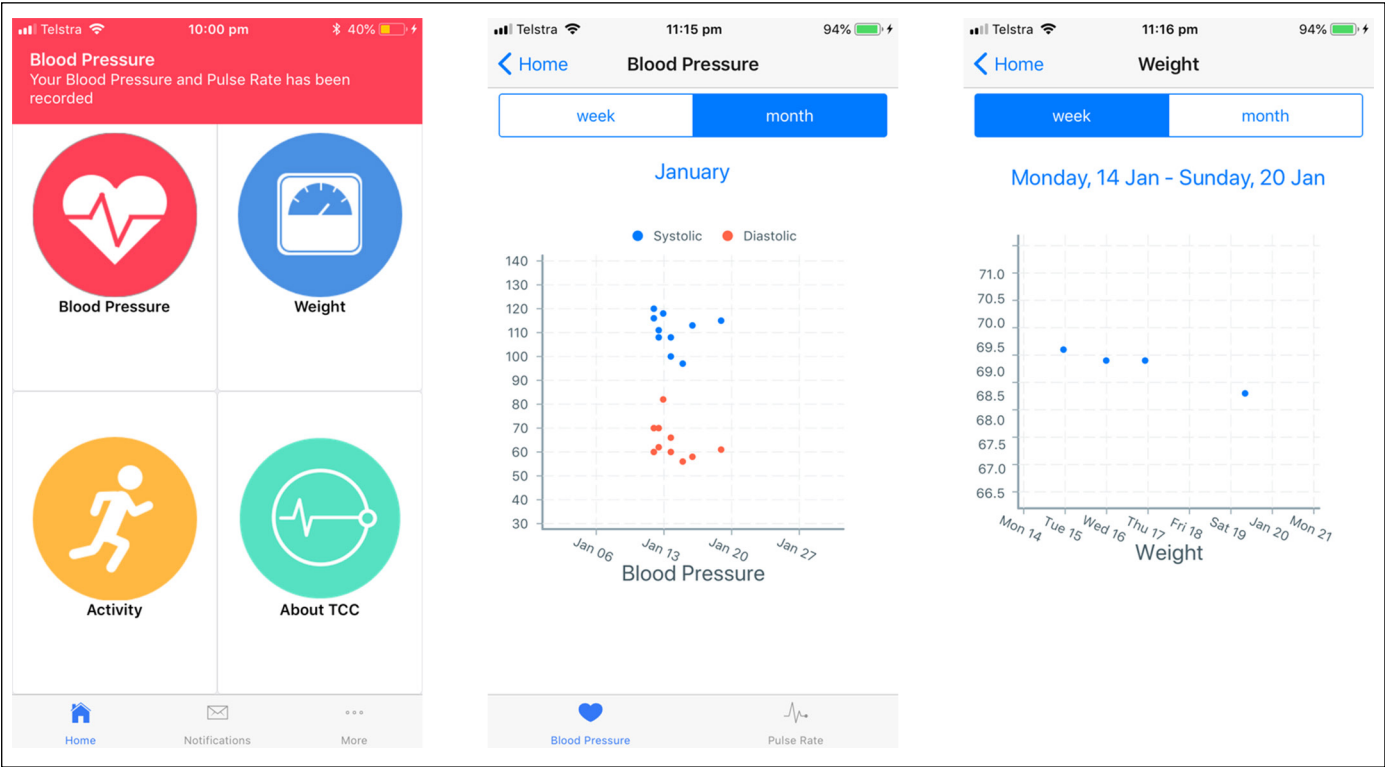 Telstra 10:00 pm 40%
Blood Pressure
Your Blood Pressure and Pulse Rate has been
recorded
Blood Pressure Weight
Activity About TCC
Home Notifications More
Telstra 11:15 pm 94%
Home Blood Pressure
week month
January
Systolic Diastolic
140
130
120
110
100
90
80
70
60
50
40
30
Jan 06 Jan 13 Jan 20 Jan 27
Blood Pressure
Blood Pressure Pulse Rate
Telstra 11:16 pm 94%
Home Weight
week month
Monday, 14 Jan - Sunday, 20 Jan
71.0
70.5
70.0
69.5
69.0
68.5
68.0
67.5
67.0
66.5
Mon 14 Tue 15 Wed 16 Thu 17 Fri 18 Sat 19 Jan 20 Mon 21
Weight